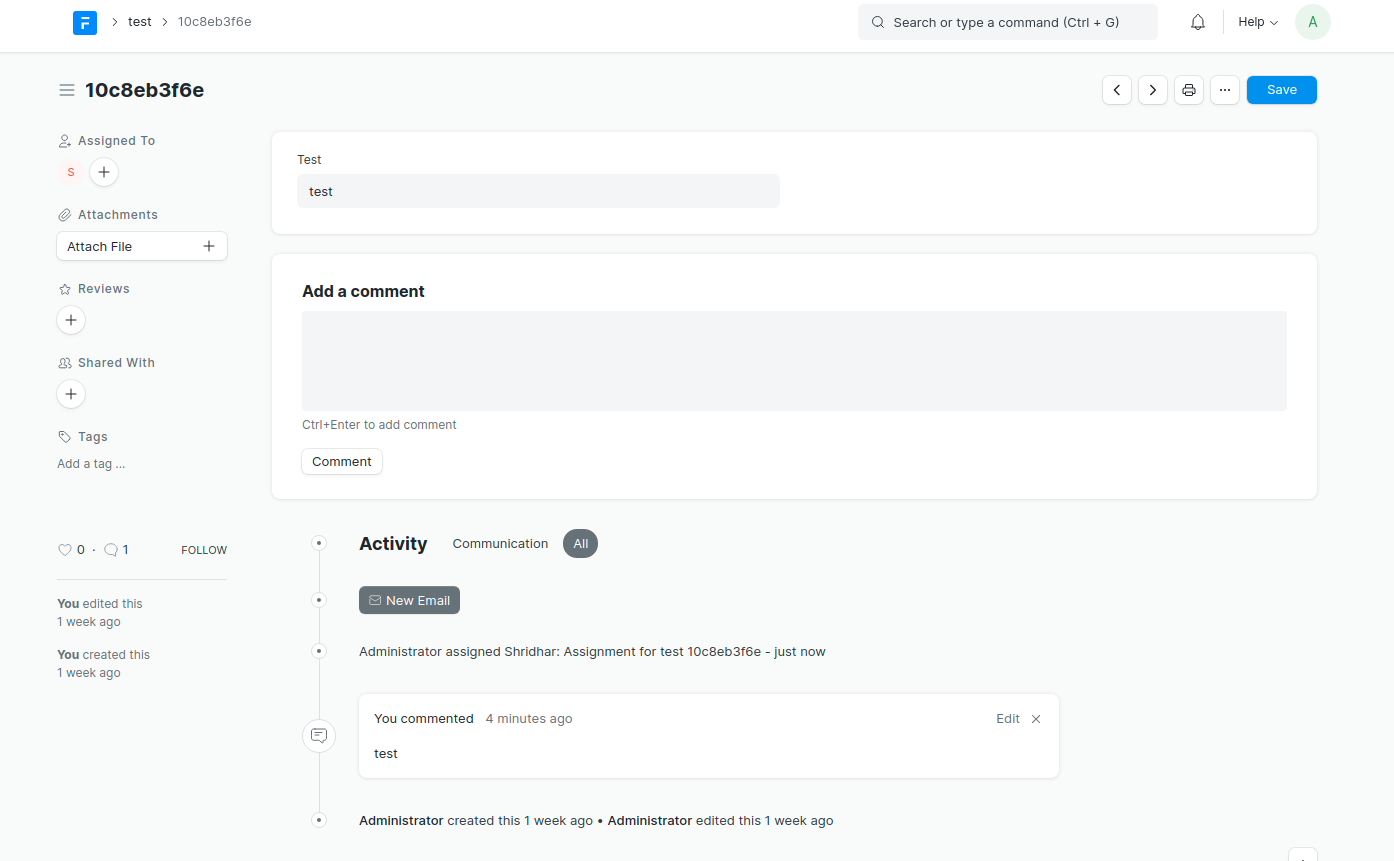 test
10c8eb3f6e
Search or type a command (Ctrl + G)
Help
A
10c8eb3f6e
Save
Assigned To
S
Attachments
Attach File
Reviews
Shared With
Tags
Add a tag ...
0 · 1 FOLLOW
You edited this
1 week ago
You created this
1 week ago
Test
test
Add a comment
Ctrl+Enter to add comment
Comment
Activity Communication All
New Email
Administrator assigned Shridhar: Assignment for test 10c8eb3f6e - just now
You commented 4 minutes ago Edit
test
Administrator created this 1 week ago • Administrator edited this 1 week ago